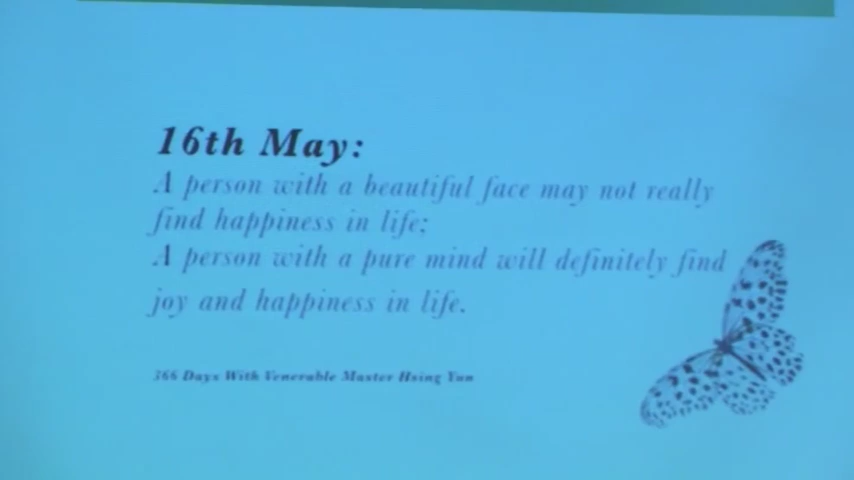 16th May:
A person with a beautiful face may not really
find happiness in life;
A person with a pure mind will definitely find
joy and happiness in life.
366 Days With Venerable Master Hsing Yun